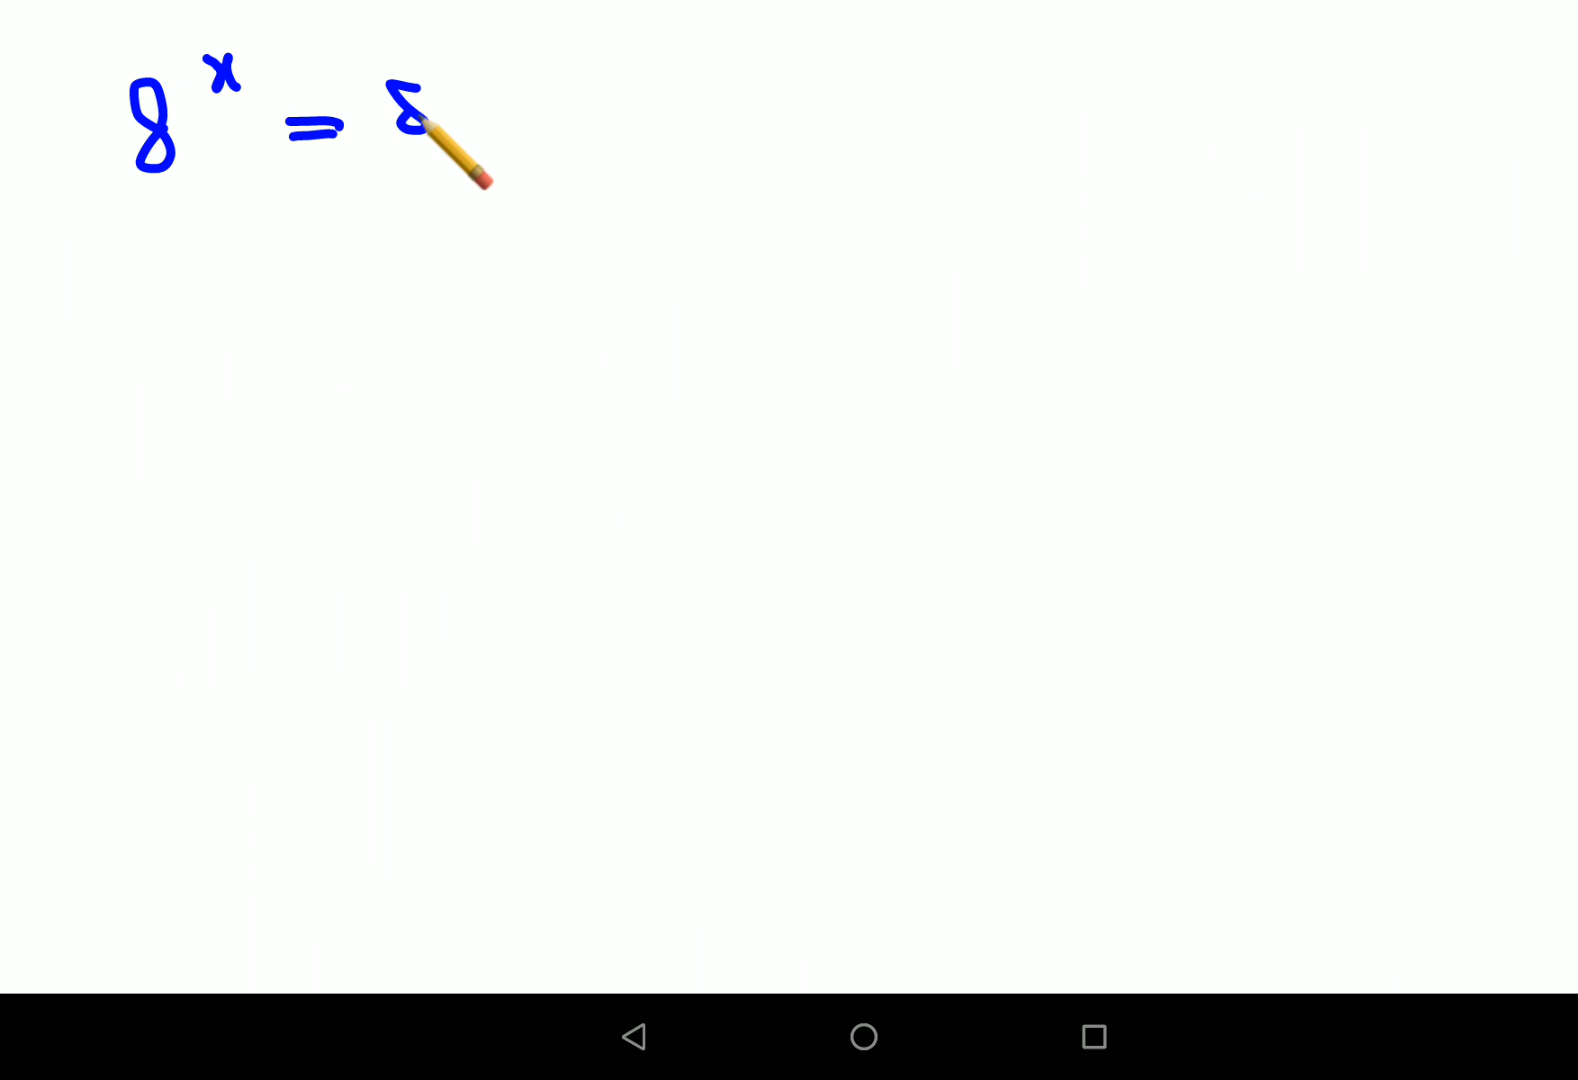 8^x =